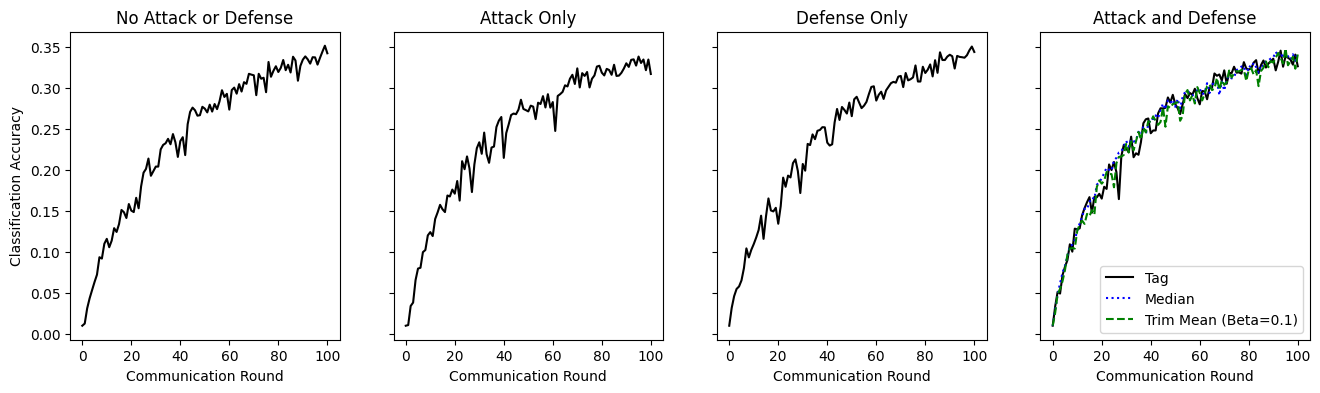 No Attack or Defense
Attack Only
Defense Only
Attack and Defense
Classification Accuracy
0.35
0.30
0.25
0.20
0.15
0.10
0.05
0.00
Tag
Median
Trim Mean (Beta=0.1)
0 20 40 60 80 100
0 20 40 60 80 100
0 20 40 60 80 100
0 20 40 60 80 100
Communication Round
Communication Round
Communication Round
Communication Round